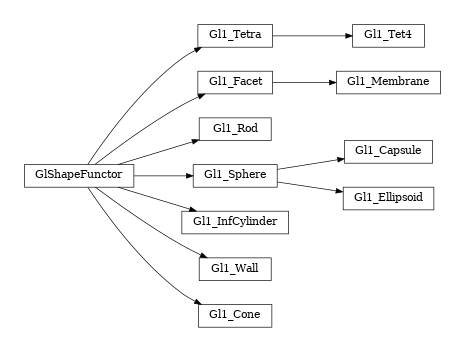 GlShapeFunctor
Gl1_Tetra
Gl1_Tet4
Gl1_Facet
Gl1_Membrane
Gl1_Rod
Gl1_Sphere
Gl1_Capsule
Gl1_Ellipsoid
Gl1_InfCylinder
Gl1_Wall
Gl1_Cone